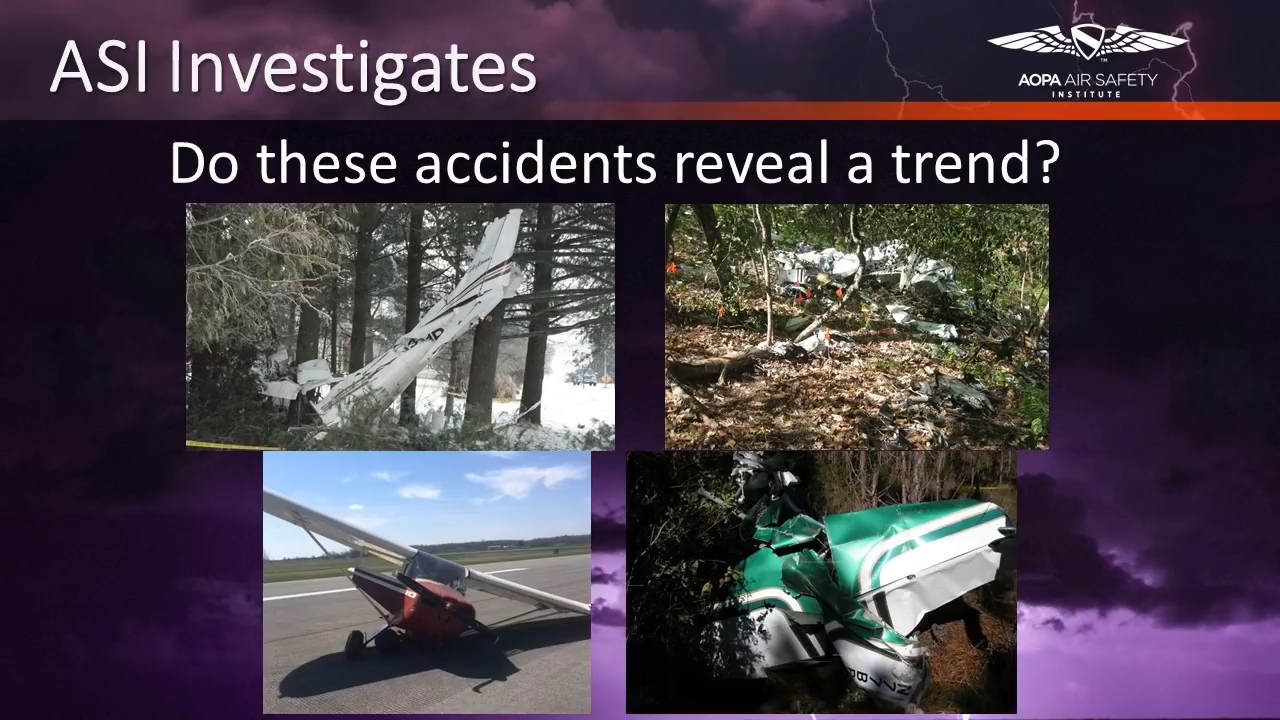 ASI Investigates
AOPA AIR SAFETY
INSTITUTE
Do these accidents reveal a trend?